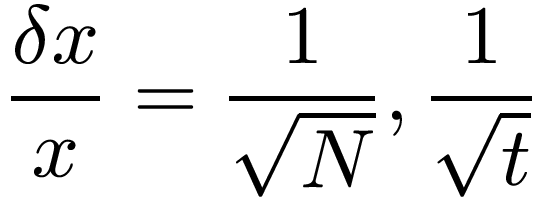 δx/x = 1/√N, 1/√t